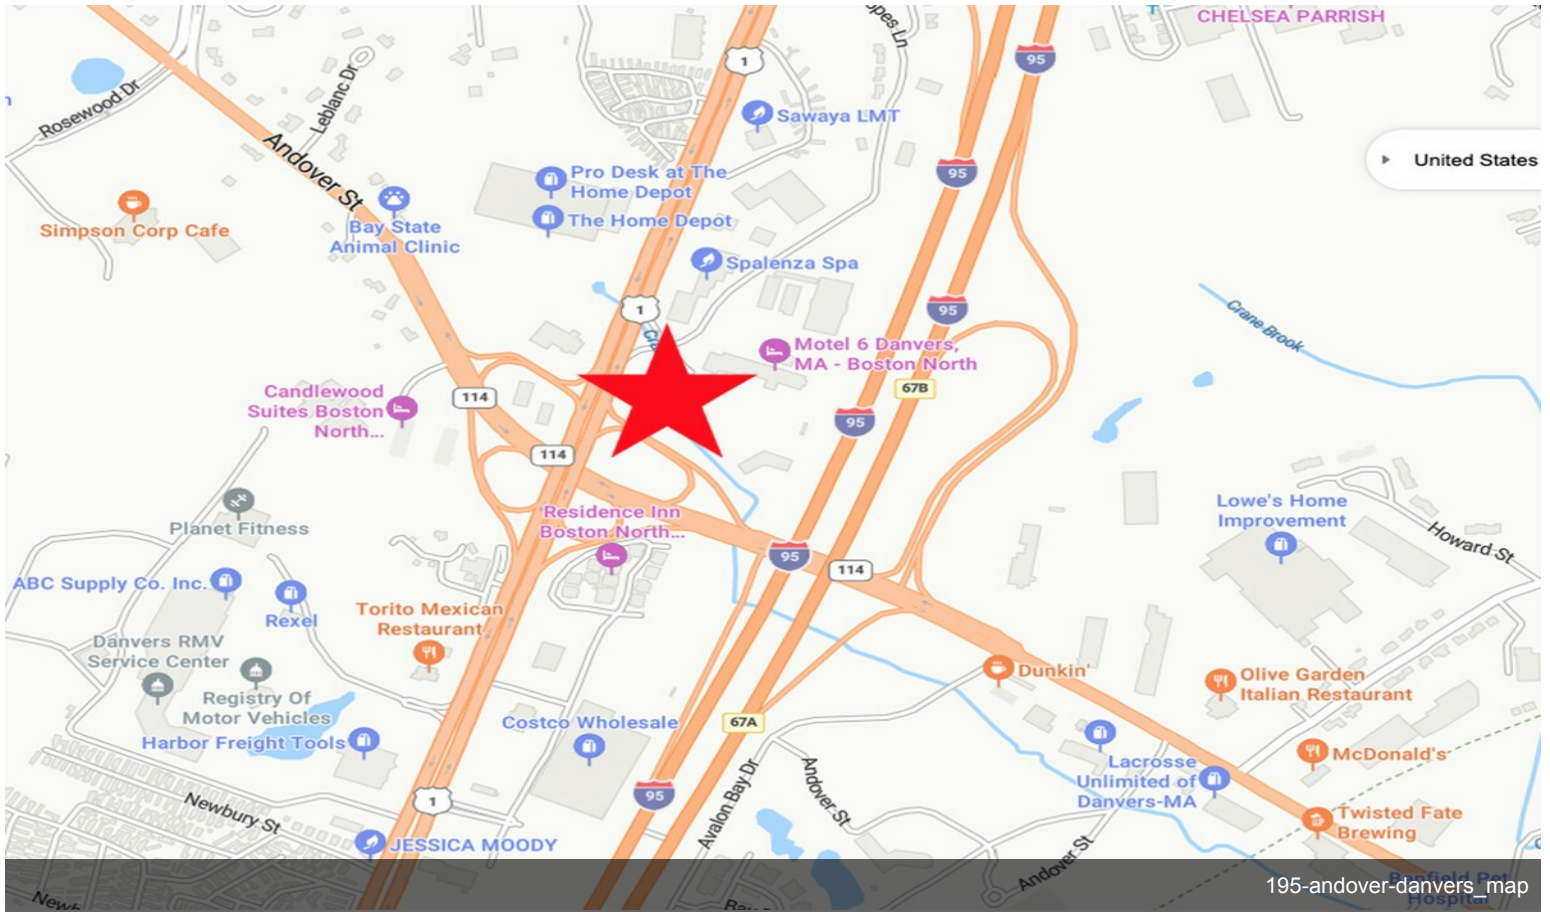 CHELSEA PARRISH
opes Ln
1
95
Rosewood Dr
Leblanc Dr
Sawaya LMT
Andover St
United States
95
Pro Desk at The
Home Depot
The Home Depot
Simpson Corp Cafe
Bay State
Animal Clinic
Spalenza Spa
1
95
Crane Brook
Motel 6 Danvers,
MA - Boston North
67B
Candlewood
Suites Boston
North...
114
95
114
Planet Fitness
Residence Inn
Boston North...
Lowe's Home
Improvement
Howard St
95
114
ABC Supply Co. Inc.
Rexel
Torito Mexican
Restaurant
Danvers RMV
Service Center
Registry Of
Motor Vehicles
Dunkin'
Olive Garden
Italian Restaurant
Harbor Freight Tools
Costco Wholesale
67A
McDonald's
Lacrosse
Unlimited of
Danvers-MA
Avalon Bay Dr
Andover St
95
1
Newbury St
Twisted Fate
Brewing
JESSICA MOODY
Andover St
Banfield Pet
Hospital
195-andover-danvers_map